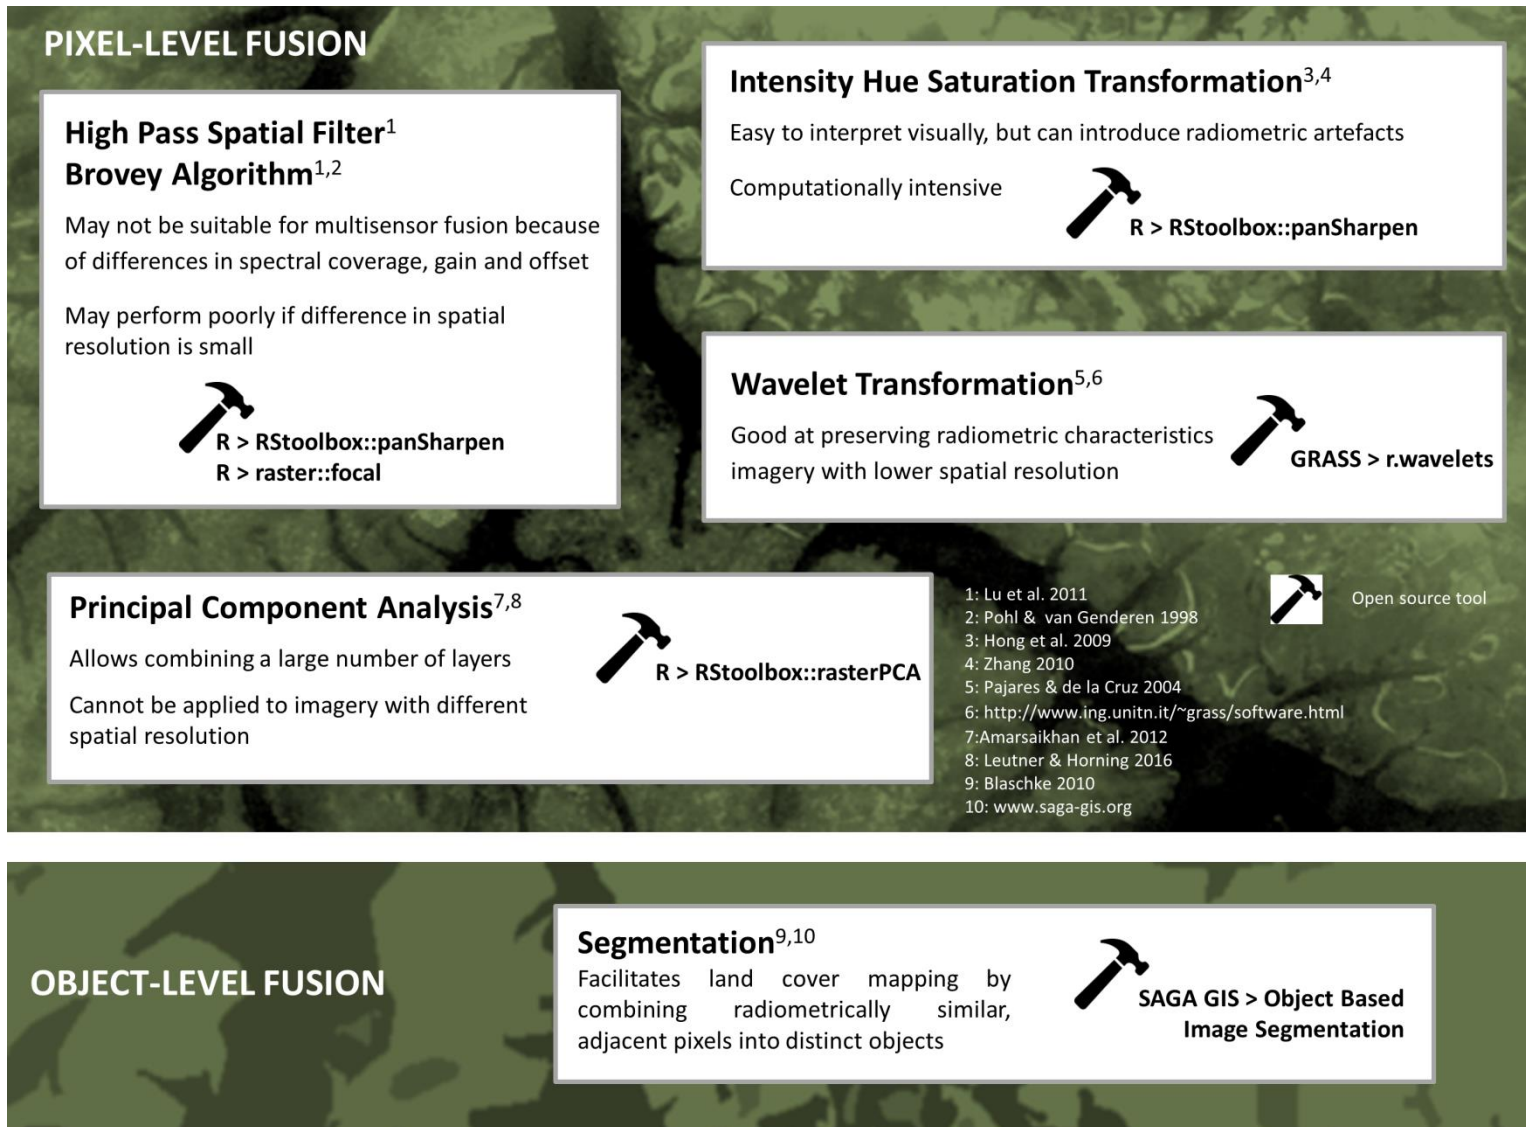 PIXEL-LEVEL FUSION
High Pass Spatial Filter1
Brovey Algorithm1,2
May not be suitable for multisensor fusion because
of differences in spectral coverage, gain and offset
May perform poorly if difference in spatial
resolution is small
R > RStoolbox::panSharpen
R > raster::focal
Intensity Hue Saturation Transformation3,4
Easy to interpret visually, but can introduce radiometric artefacts
Computationally intensive
R > RStoolbox::panSharpen
Wavelet Transformation5,6
Good at preserving radiometric characteristics
imagery with lower spatial resolution
GRASS > r.wavelets
Principal Component Analysis7,8
Allows combining a large number of layers
Cannot be applied to imagery with different
spatial resolution
R > RStoolbox::rasterPCA
1: Lu et al. 2011
2: Pohl & van Genderen 1998
3: Hong et al. 2009
4: Zhang 2010
5: Pajares & de la Cruz 2004
6: http://www.ing.unitn.it/~grass/software.html
7:Amarsaikhan et al. 2012
8: Leutner & Horning 2016
9: Blaschke 2010
10: www.saga-gis.org
Open source tool
OBJECT-LEVEL FUSION
Segmentation9,10
Facilitates land cover mapping by
combining radiometrically similar,
adjacent pixels into distinct objects
SAGA GIS > Object Based
Image Segmentation